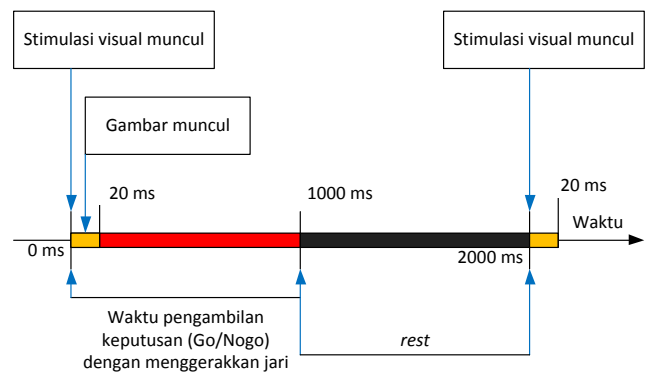 Stimulasi visual muncul
Stimulasi visual muncul
Gambar muncul
20 ms
1000 ms
20 ms
Waktu
0 ms
2000 ms
Waktu pengambilan
keputusan (Go/Nogo)
dengan menggerakkan jari
rest